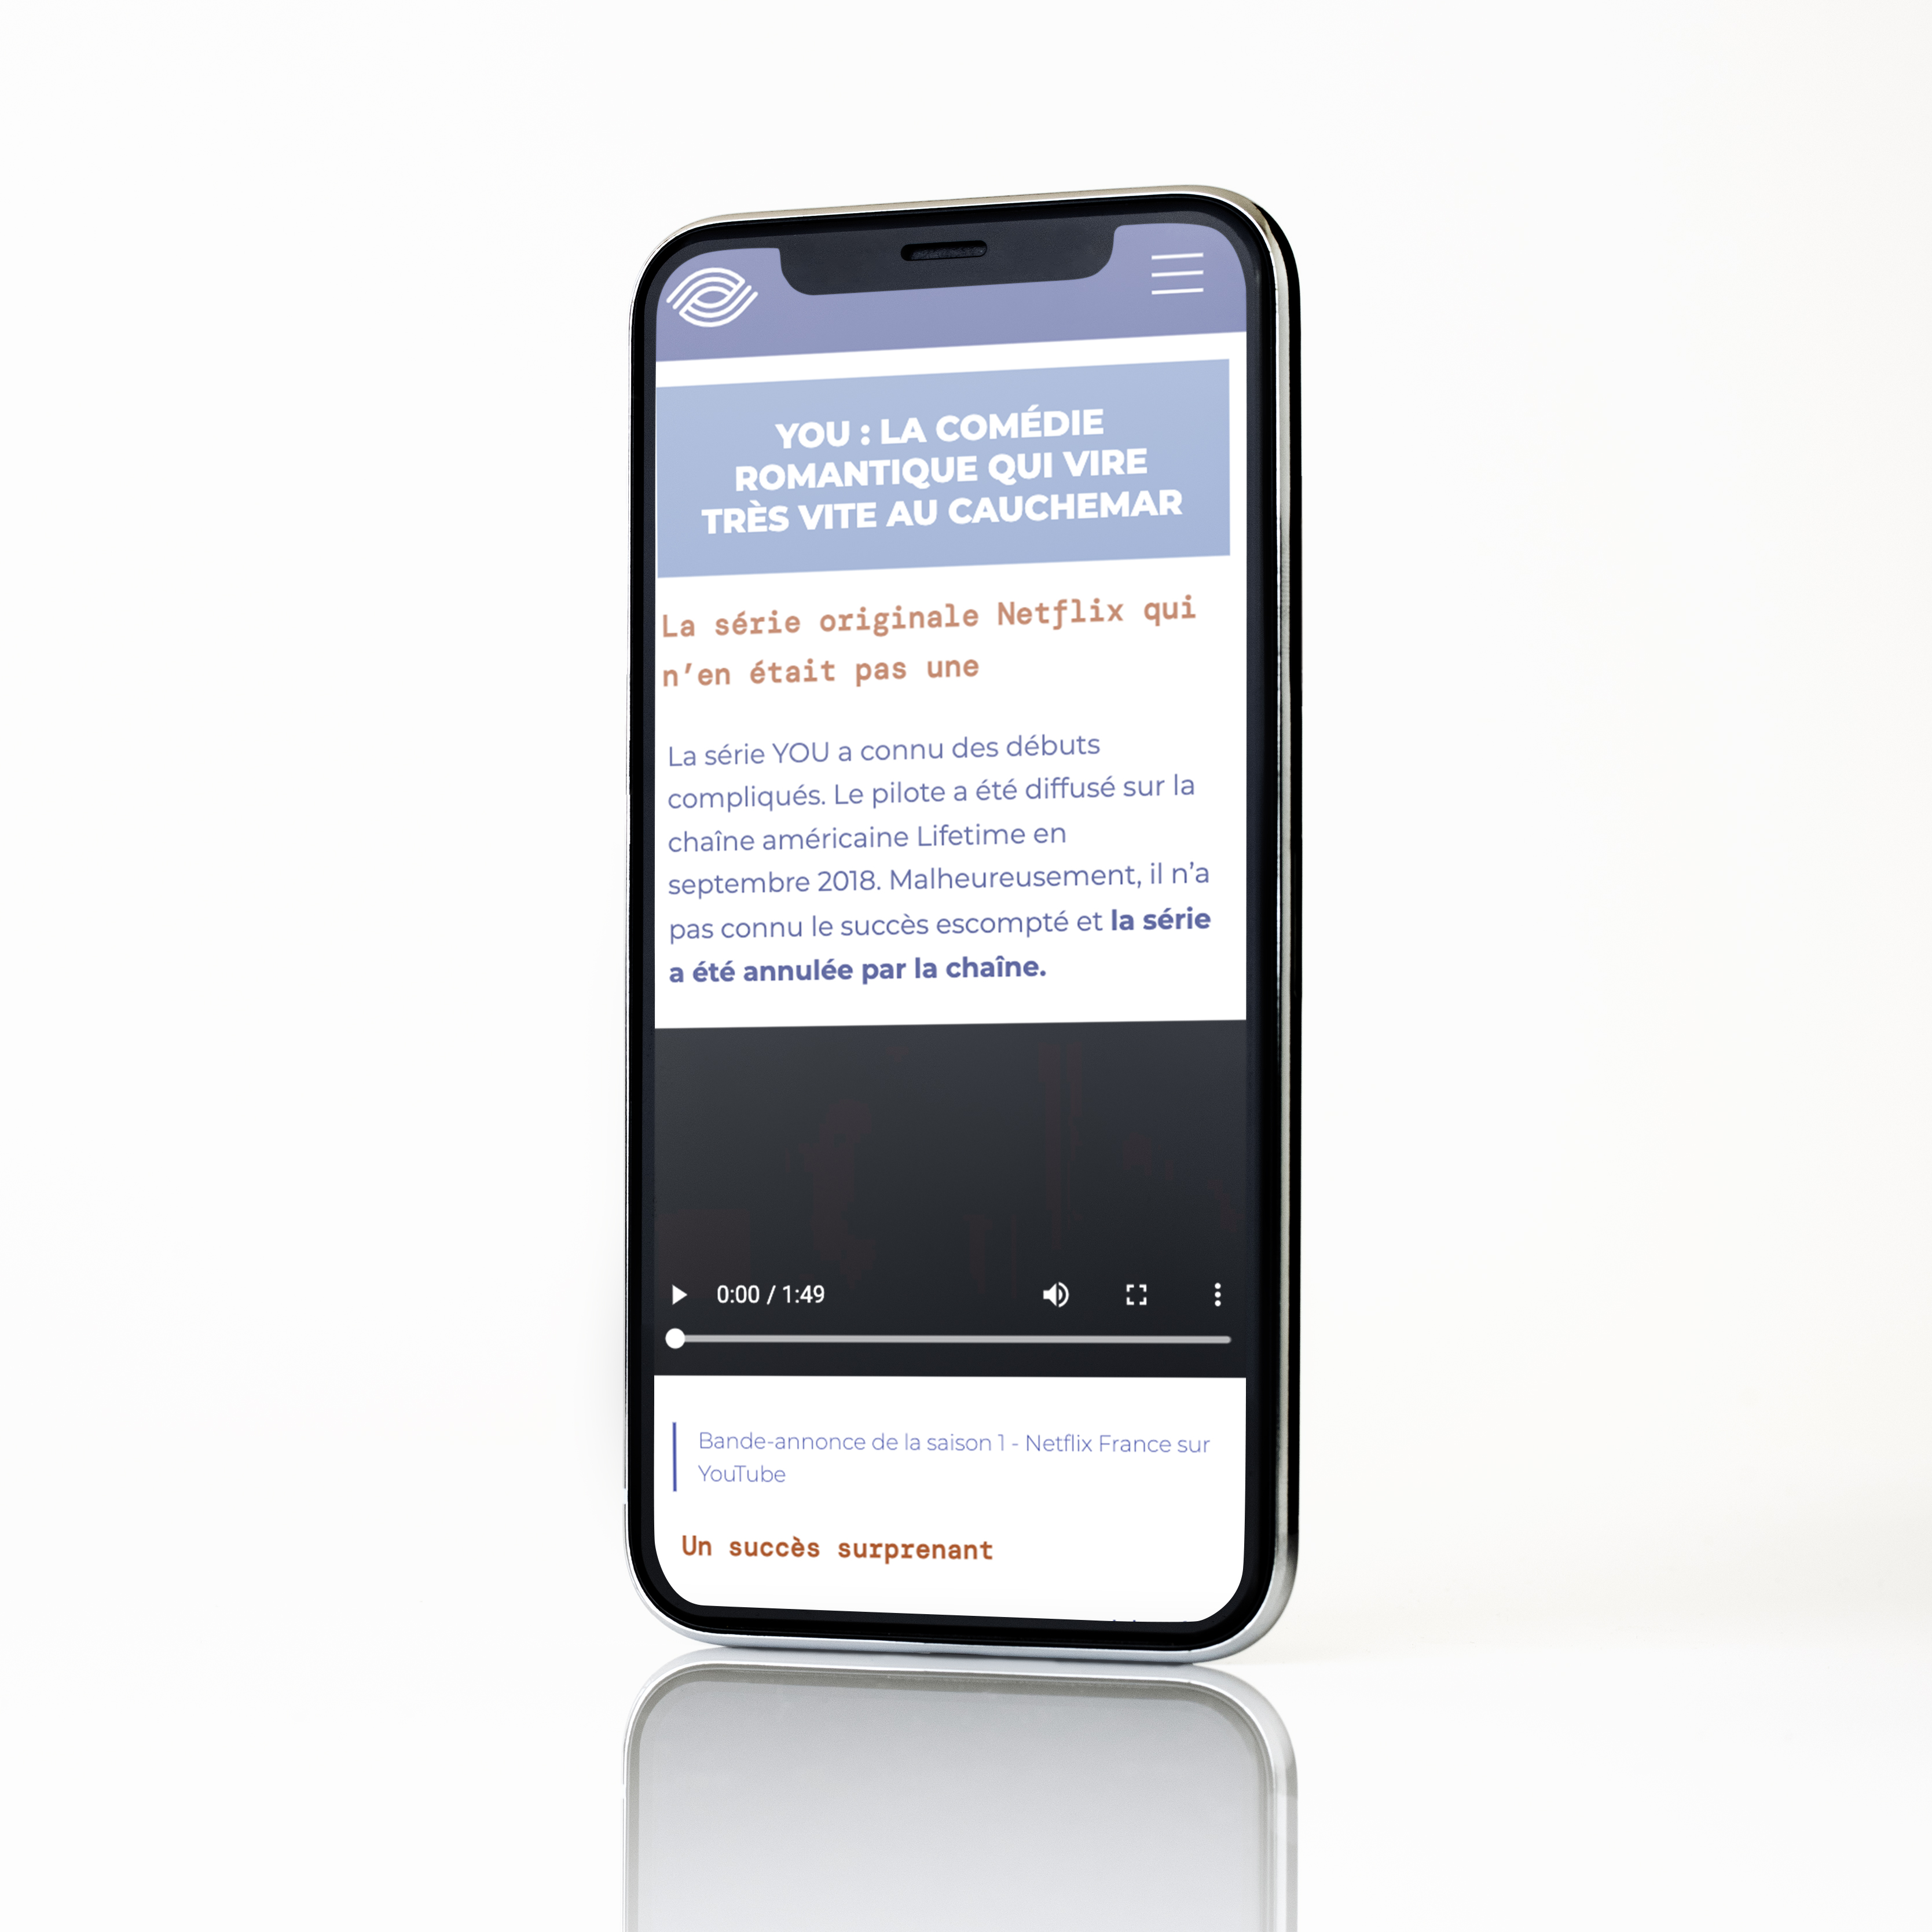 YOU : LA COMÉDIE
ROMANTIQUE QUI VIRE
TRÈS VITE AU CAUCHEMAR
La série originale Netflix qui
n’en était pas une
La série YOU a connu des débuts
compliqués. Le pilote a été diffusé sur la
chaîne américaine Lifetime en
septembre 2018. Malheureusement, il n’a
pas connu le succès escompté et la série
a été annulée par la chaîne.
0:00 / 1:49
Bande-annonce de la saison 1 - Netflix France sur
YouTube
Un succès surprenant